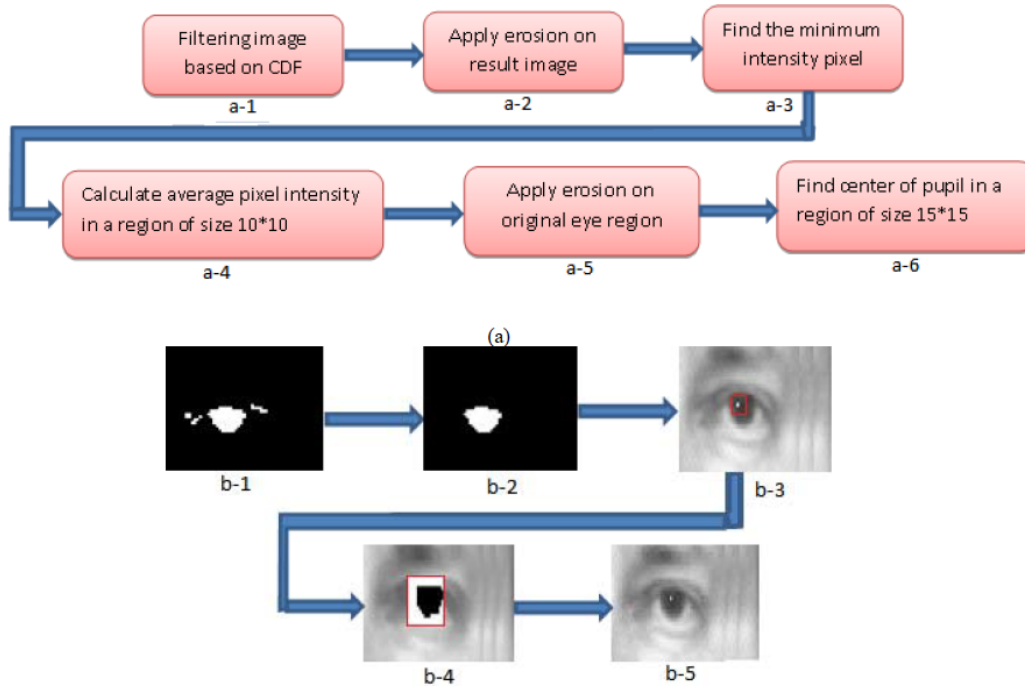 Filtering image
based on CDF
Apply erosion on
result image
Find the minimum
intensity pixel
a-1
a-2
a-3
Calculate average pixel intensity
in a region of size 10*10
Apply erosion on
original eye region
Find center of pupil in a
region of size 15*15
a-4
a-5
a-6
(a)
b-1
b-2
b-3
b-4
b-5